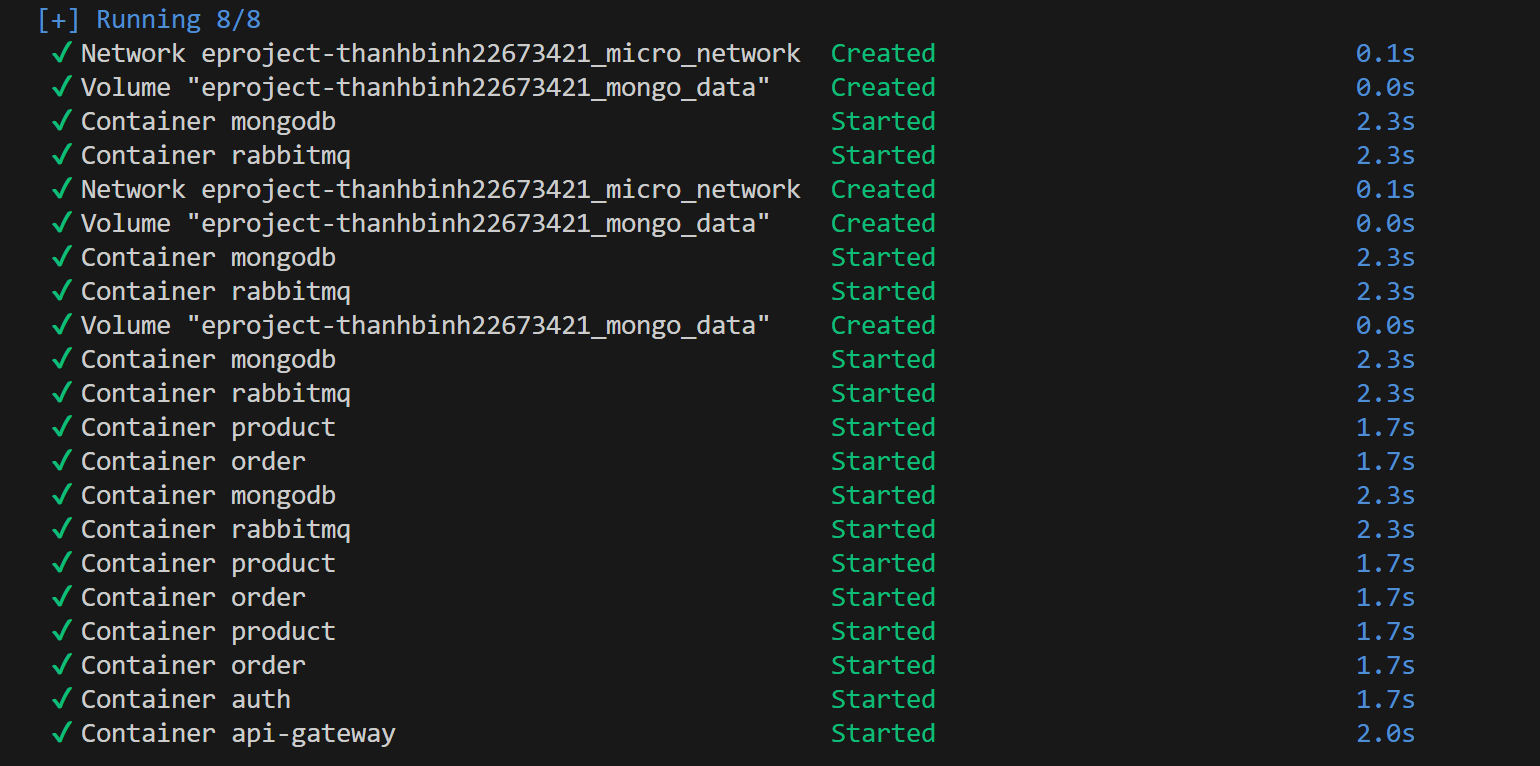 [+] Running 8/8
✓ Network eproject-thanhbinh22673421_micro_network Created 0.1s
✓ Volume "eproject-thanhbinh22673421_mongo_data" Created 0.0s
✓ Container mongodb Started 2.3s
✓ Container rabbitmq Started 2.3s
✓ Network eproject-thanhbinh22673421_micro_network Created 0.1s
✓ Volume "eproject-thanhbinh22673421_mongo_data" Created 0.0s
✓ Container mongodb Started 2.3s
✓ Container rabbitmq Started 2.3s
✓ Volume "eproject-thanhbinh22673421_mongo_data" Created 0.0s
✓ Container mongodb Started 2.3s
✓ Container rabbitmq Started 2.3s
✓ Container product Started 1.7s
✓ Container order Started 1.7s
✓ Container mongodb Started 2.3s
✓ Container rabbitmq Started 2.3s
✓ Container product Started 1.7s
✓ Container order Started 1.7s
✓ Container product Started 1.7s
✓ Container order Started 1.7s
✓ Container auth Started 1.7s
✓ Container api-gateway Started 2.0s